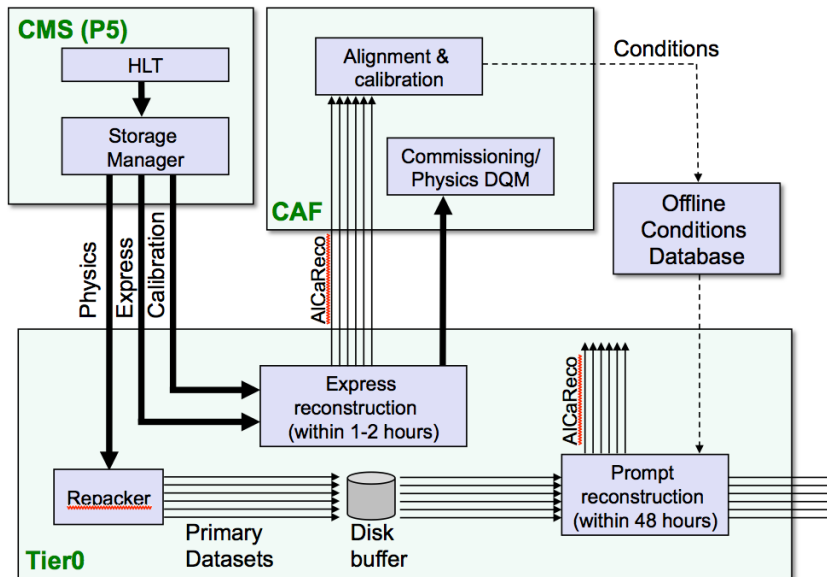 CMS (P5)
HLT
Storage
Manager
Physics
Express
Calibration
Alignment &
calibration
Commissioning/
Physics DQM
CAF
Conditions
Offline
Conditions
Database
AlCaReco
Express
reconstruction
(within 1-2 hours)
AlCaReco
Repacker
Primary
Datasets
Disk
buffer
Prompt
reconstruction
(within 48 hours)
Tier0